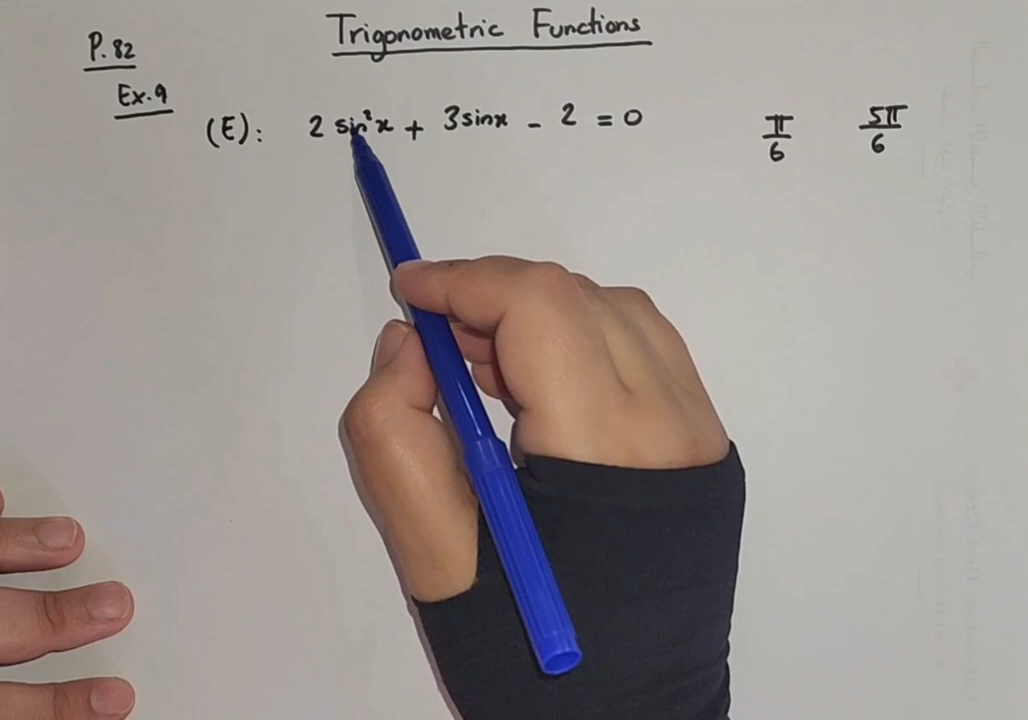 Trigonometric Functions
P.82
Ex.9
(E): 2 sin²x + 3sinx - 2 = 0 π/6 5π/6